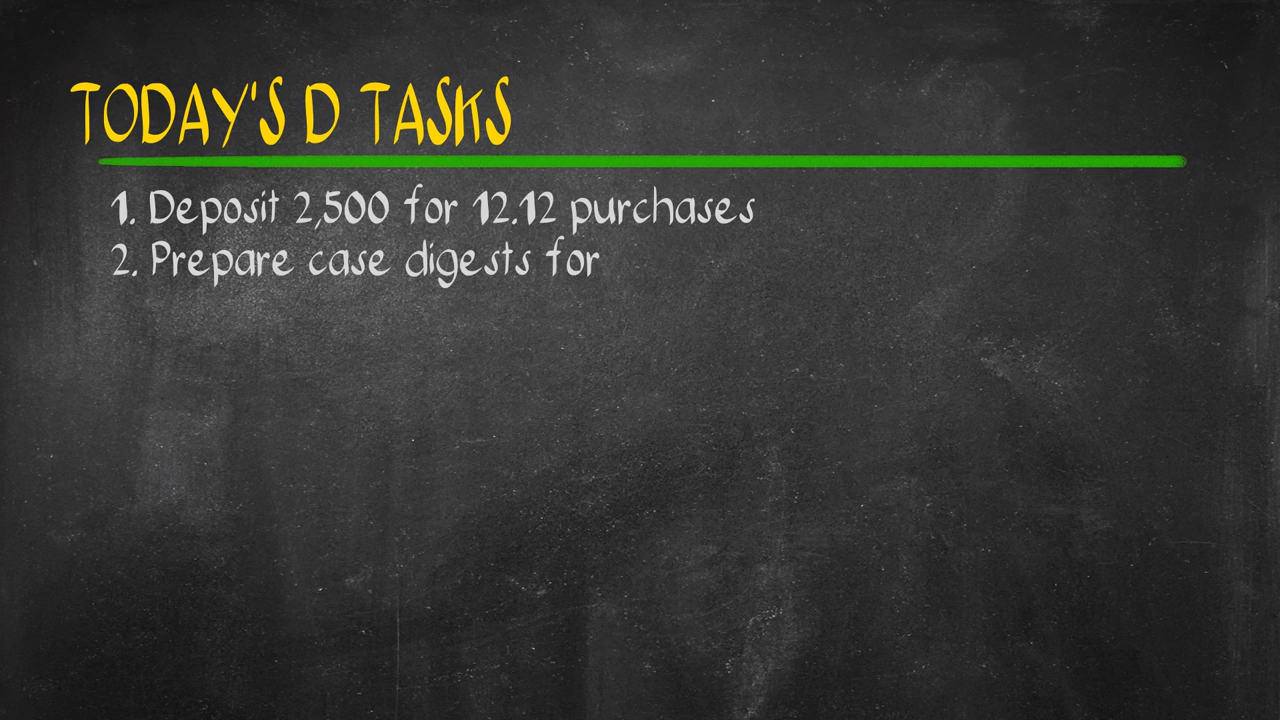 TODAY'S D TASKS
1. Deposit 2,500 for 12.12 purchases
2. Prepare case digests for